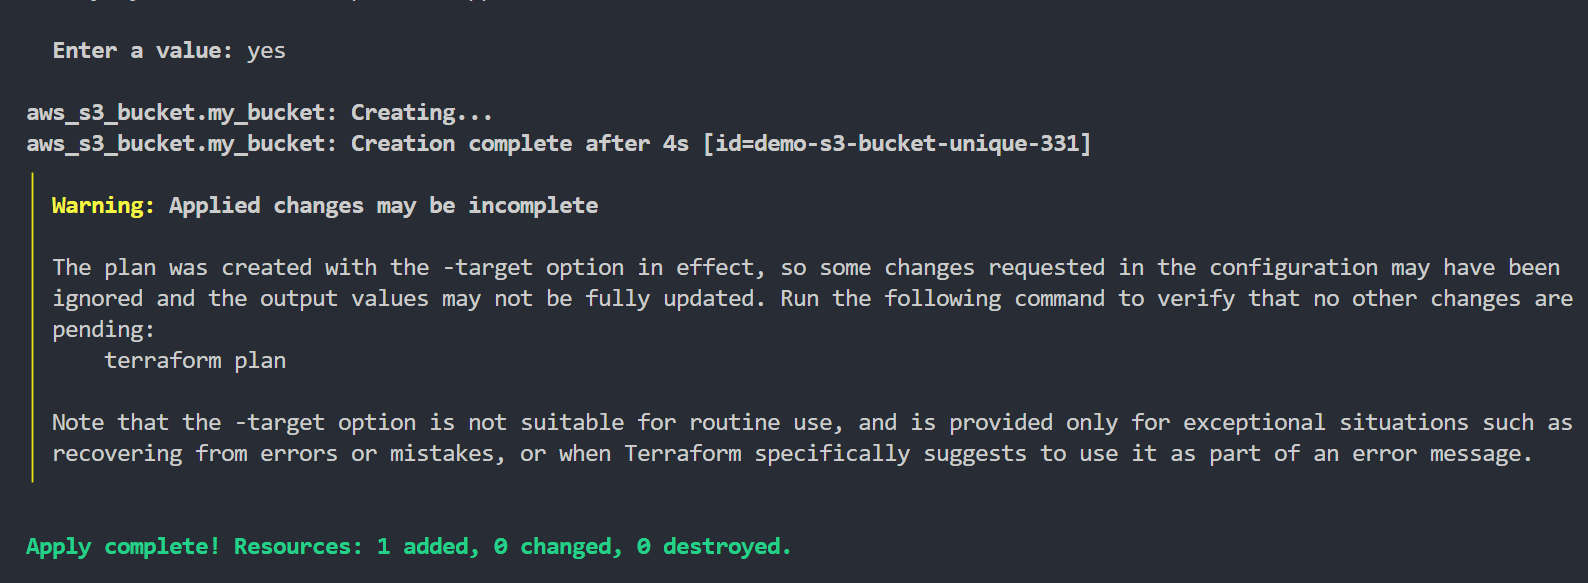 Enter a value: yes
aws_s3_bucket.my_bucket: Creating...
aws_s3_bucket.my_bucket: Creation complete after 4s [id=demo-s3-bucket-unique-331]
Warning: Applied changes may be incomplete
The plan was created with the -target option in effect, so some changes requested in the configuration may have been
ignored and the output values may not be fully updated. Run the following command to verify that no other changes are
pending:
terraform plan
Note that the -target option is not suitable for routine use, and is provided only for exceptional situations such as
recovering from errors or mistakes, or when Terraform specifically suggests to use it as part of an error message.
Apply complete! Resources: 1 added, 0 changed, 0 destroyed.